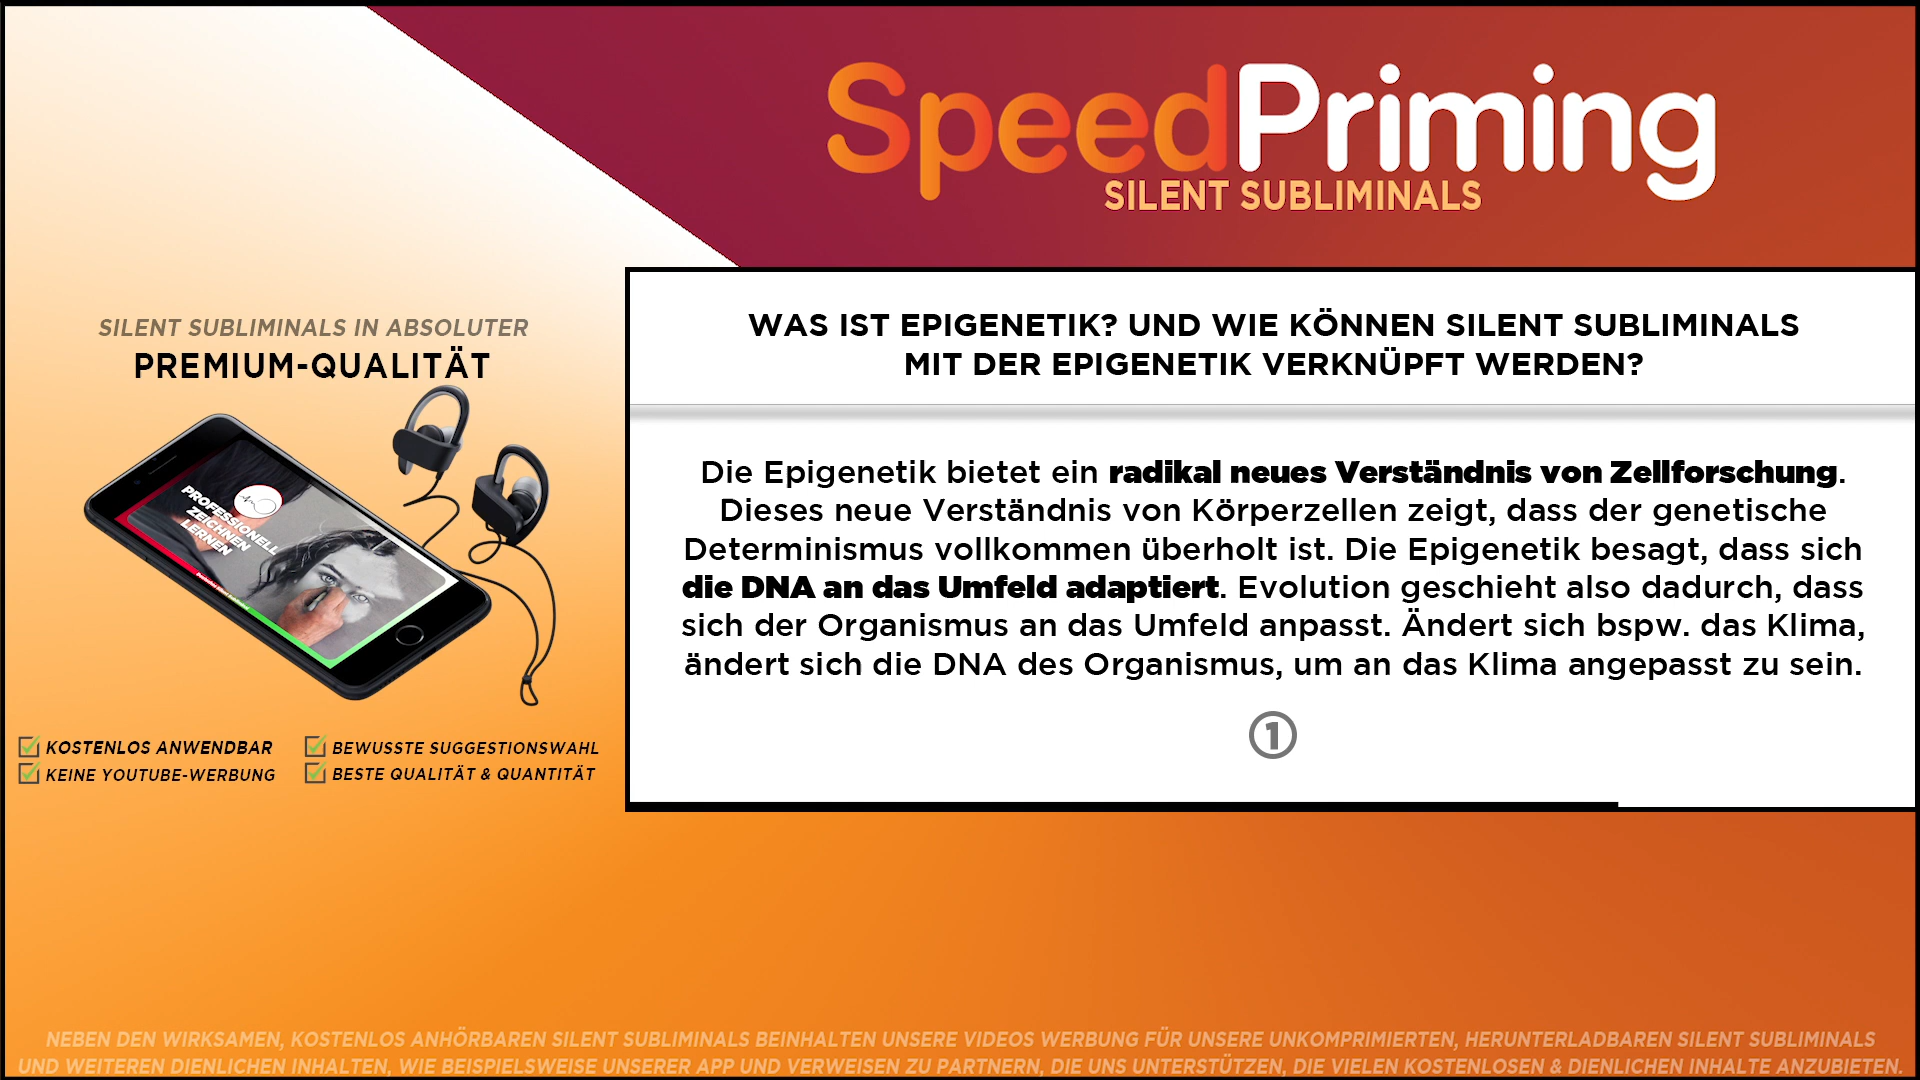 SpeedPriming
SILENT SUBLIMINALS
SILENT SUBLIMINALS IN ABSOLUTER
PREMIUM-QUALITÄT
PROFESSIONELL
ZEICHNEN
LERNEN
KOSTENLOS ANWENDBAR
KEINE YOUTUBE-WERBUNG
BEWUSSTE SUGGESTIONSWAHL
BESTE QUALITÄT & QUANTITÄT
WAS IST EPIGENETIK? UND WIE KÖNNEN SILENT SUBLIMINALS
MIT DER EPIGENETIK VERKNÜPFT WERDEN?
Die Epigenetik bietet ein radikal neues Verständnis von Zellforschung.
Dieses neue Verständnis von Körperzellen zeigt, dass der genetische
Determinismus vollkommen überholt ist. Die Epigenetik besagt, dass sich
die DNA an das Umfeld adaptiert. Evolution geschieht also dadurch, dass
sich der Organismus an das Umfeld anpasst. Ändert sich bspw. das Klima,
ändert sich die DNA des Organismus, um an das Klima angepasst zu sein.
1
NEBEN DEN WIRKSAMEN, KOSTENLOS ANHÖRBAREN SILENT SUBLIMINALS BEINHALTEN UNSERE VIDEOS WERBUNG FÜR UNSERE UNKOMPRIMIERTEN, HERUNTERLADBAREN SILENT SUBLIMINALS
UND WEITEREN DIENLICHEN INHALTEN, WIE BEISPIELSWEISE UNSERER APP UND VERWEISEN ZU PARTNERN, DIE UNS UNTERSTÜTZEN, DIE VIELEN KOSTENLOSEN & DIENLICHEN INHALTE ANZUBIETEN.